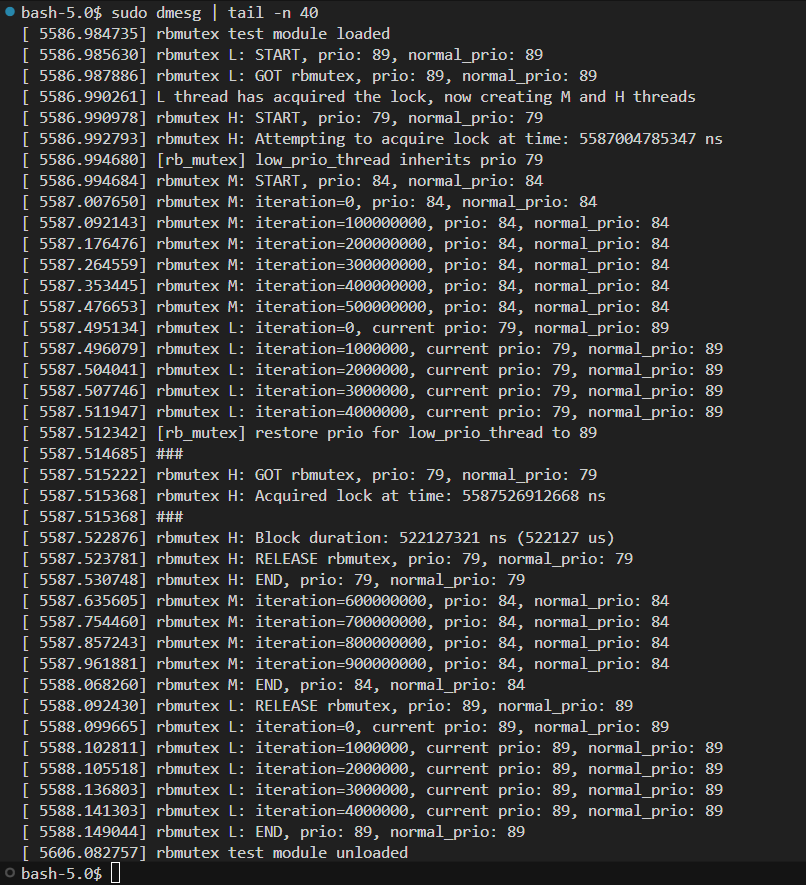 bash-5.0$ sudo dmesg | tail -n 40
[ 5586.984735] rbmutex test module loaded
[ 5586.985630] rbmutex L: START, prio: 89, normal_prio: 89
[ 5586.987886] rbmutex L: GOT rbmutex, prio: 89, normal_prio: 89
[ 5586.990261] L thread has acquired the lock, now creating M and H threads
[ 5586.990978] rbmutex H: START, prio: 79, normal_prio: 79
[ 5586.992793] rbmutex H: Attempting to acquire lock at time: 5587004785347 ns
[ 5586.994680] [rb_mutex] low_prio_thread inherits prio 79
[ 5586.994684] rbmutex M: START, prio: 84, normal_prio: 84
[ 5587.007650] rbmutex M: iteration=0, prio: 84, normal_prio: 84
[ 5587.092143] rbmutex M: iteration=100000000, prio: 84, normal_prio: 84
[ 5587.176476] rbmutex M: iteration=200000000, prio: 84, normal_prio: 84
[ 5587.264559] rbmutex M: iteration=300000000, prio: 84, normal_prio: 84
[ 5587.353445] rbmutex M: iteration=400000000, prio: 84, normal_prio: 84
[ 5587.476653] rbmutex M: iteration=500000000, prio: 84, normal_prio: 84
[ 5587.495134] rbmutex L: iteration=0, current prio: 79, normal_prio: 89
[ 5587.496079] rbmutex L: iteration=1000000, current prio: 79, normal_prio: 89
[ 5587.504041] rbmutex L: iteration=2000000, current prio: 79, normal_prio: 89
[ 5587.507746] rbmutex L: iteration=3000000, current prio: 79, normal_prio: 89
[ 5587.511947] rbmutex L: iteration=4000000, current prio: 79, normal_prio: 89
[ 5587.512342] [rb_mutex] restore prio for low_prio_thread to 89
[ 5587.514685] ###
[ 5587.515222] rbmutex H: GOT rbmutex, prio: 79, normal_prio: 79
[ 5587.515368] rbmutex H: Acquired lock at time: 5587526912668 ns
[ 5587.515368] ###
[ 5587.522876] rbmutex H: Block duration: 522127321 ns (522127 us)
[ 5587.523781] rbmutex H: RELEASE rbmutex, prio: 79, normal_prio: 79
[ 5587.530748] rbmutex H: END, prio: 79, normal_prio: 79
[ 5587.635605] rbmutex M: iteration=600000000, prio: 84, normal_prio: 84
[ 5587.754460] rbmutex M: iteration=700000000, prio: 84, normal_prio: 84
[ 5587.857243] rbmutex M: iteration=800000000, prio: 84, normal_prio: 84
[ 5587.961881] rbmutex M: iteration=900000000, prio: 84, normal_prio: 84
[ 5588.068260] rbmutex M: END, prio: 84, normal_prio: 84
[ 5588.092430] rbmutex L: RELEASE rbmutex, prio: 89, normal_prio: 89
[ 5588.099665] rbmutex L: iteration=0, current prio: 89, normal_prio: 89
[ 5588.102811] rbmutex L: iteration=1000000, current prio: 89, normal_prio: 89
[ 5588.105518] rbmutex L: iteration=2000000, current prio: 89, normal_prio: 89
[ 5588.136803] rbmutex L: iteration=3000000, current prio: 89, normal_prio: 89
[ 5588.141303] rbmutex L: iteration=4000000, current prio: 89, normal_prio: 89
[ 5588.149044] rbmutex L: END, prio: 89, normal_prio: 89
[ 5606.082757] rbmutex test module unloaded
bash-5.0$